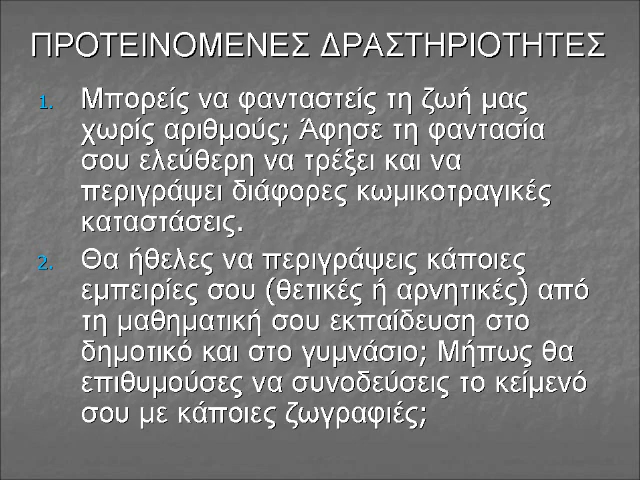 ΠΡΟΤΕΙΝΟΜΕΝΕΣ ΔΡΑΣΤΗΡΙΟΤΗΤΕΣ
1. Μπορείς να φανταστείς τη ζωή μας
χωρίς αριθμούς; Άφησε τη φαντασία
σου ελεύθερη να τρέξει και να
περιγράψει διάφορες κωμικοτραγικές
καταστάσεις.
2. Θα ήθελες να περιγράψεις κάποιες
εμπειρίες σου (θετικές ή αρνητικές) από
τη μαθηματική σου εκπαίδευση στο
δημοτικό και στο γυμνάσιο; Μήπως θα
επιθυμούσες να συνοδεύσεις το κείμενό
σου με κάποιες ζωγραφιές;